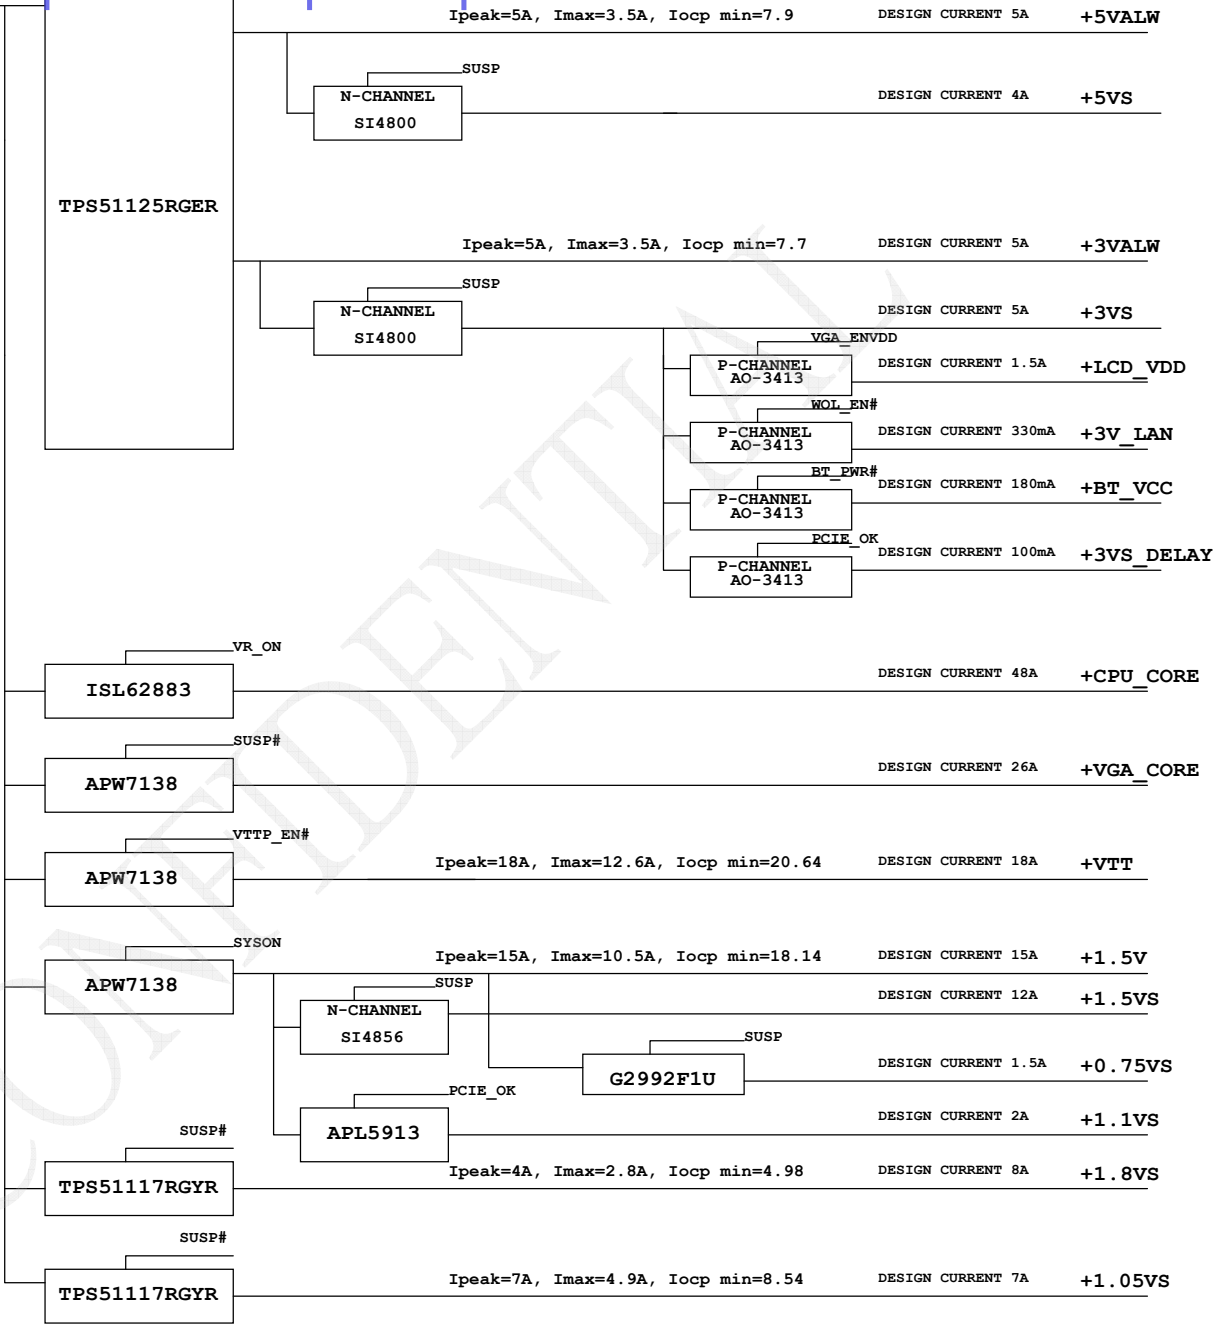 Ipeak=5A, Imax=3.5A, Iocp min=7.9 DESIGN CURRENT 5A +5VALW
SUSP
N-CHANNEL
SI4800
DESIGN CURRENT 4A +5VS
TPS51125RGER
Ipeak=5A, Imax=3.5A, Iocp min=7.7 DESIGN CURRENT 5A +3VALW
SUSP
N-CHANNEL
SI4800
DESIGN CURRENT 5A +3VS
VGA_ENVDD
P-CHANNEL
AO-3413
DESIGN CURRENT 1.5A +LCD_VDD
WOL_EN#
P-CHANNEL
AO-3413
DESIGN CURRENT 330mA +3V_LAN
BT_PWR#
P-CHANNEL
AO-3413
DESIGN CURRENT 180mA +BT_VCC
PCIE_OK
P-CHANNEL
AO-3413
DESIGN CURRENT 100mA +3VS_DELAY
VR_ON
ISL62883
DESIGN CURRENT 48A +CPU_CORE
SUSP#
APW7138
DESIGN CURRENT 26A +VGA_CORE
VTTP_EN#
APW7138
Ipeak=18A, Imax=12.6A, Iocp min=20.64 DESIGN CURRENT 18A +VTT
SYSON
APW7138
Ipeak=15A, Imax=10.5A, Iocp min=18.14 DESIGN CURRENT 15A +1.5V
SUSP
N-CHANNEL
SI4856
DESIGN CURRENT 12A +1.5VS
SUSP
G2992F1U
DESIGN CURRENT 1.5A +0.75VS
PCIE_OK
APL5913
DESIGN CURRENT 2A +1.1VS
SUSP#
TPS51117RGYR
Ipeak=4A, Imax=2.8A, Iocp min=4.98 DESIGN CURRENT 8A +1.8VS
SUSP#
TPS51117RGYR
Ipeak=7A, Imax=4.9A, Iocp min=8.54 DESIGN CURRENT 7A +1.05VS
CONFIDENTIAL